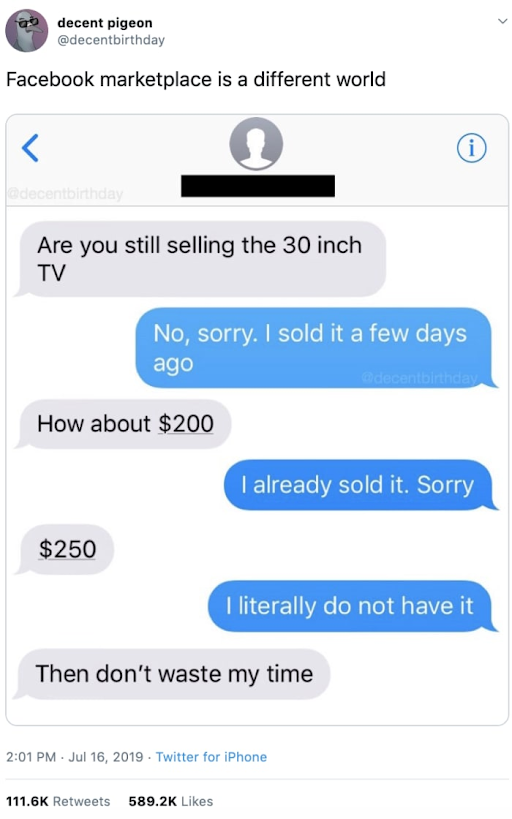 decent pigeon
@decentbirthday
Facebook marketplace is a different world
@decentbirthday
Are you still selling the 30 inch
TV
No, sorry. I sold it a few days
ago
@decentbirthday
How about $200
I already sold it. Sorry
$250
I literally do not have it
Then don’t waste my time
2:01 PM · Jul 16, 2019 · Twitter for iPhone
111.6K Retweets 589.2K Likes